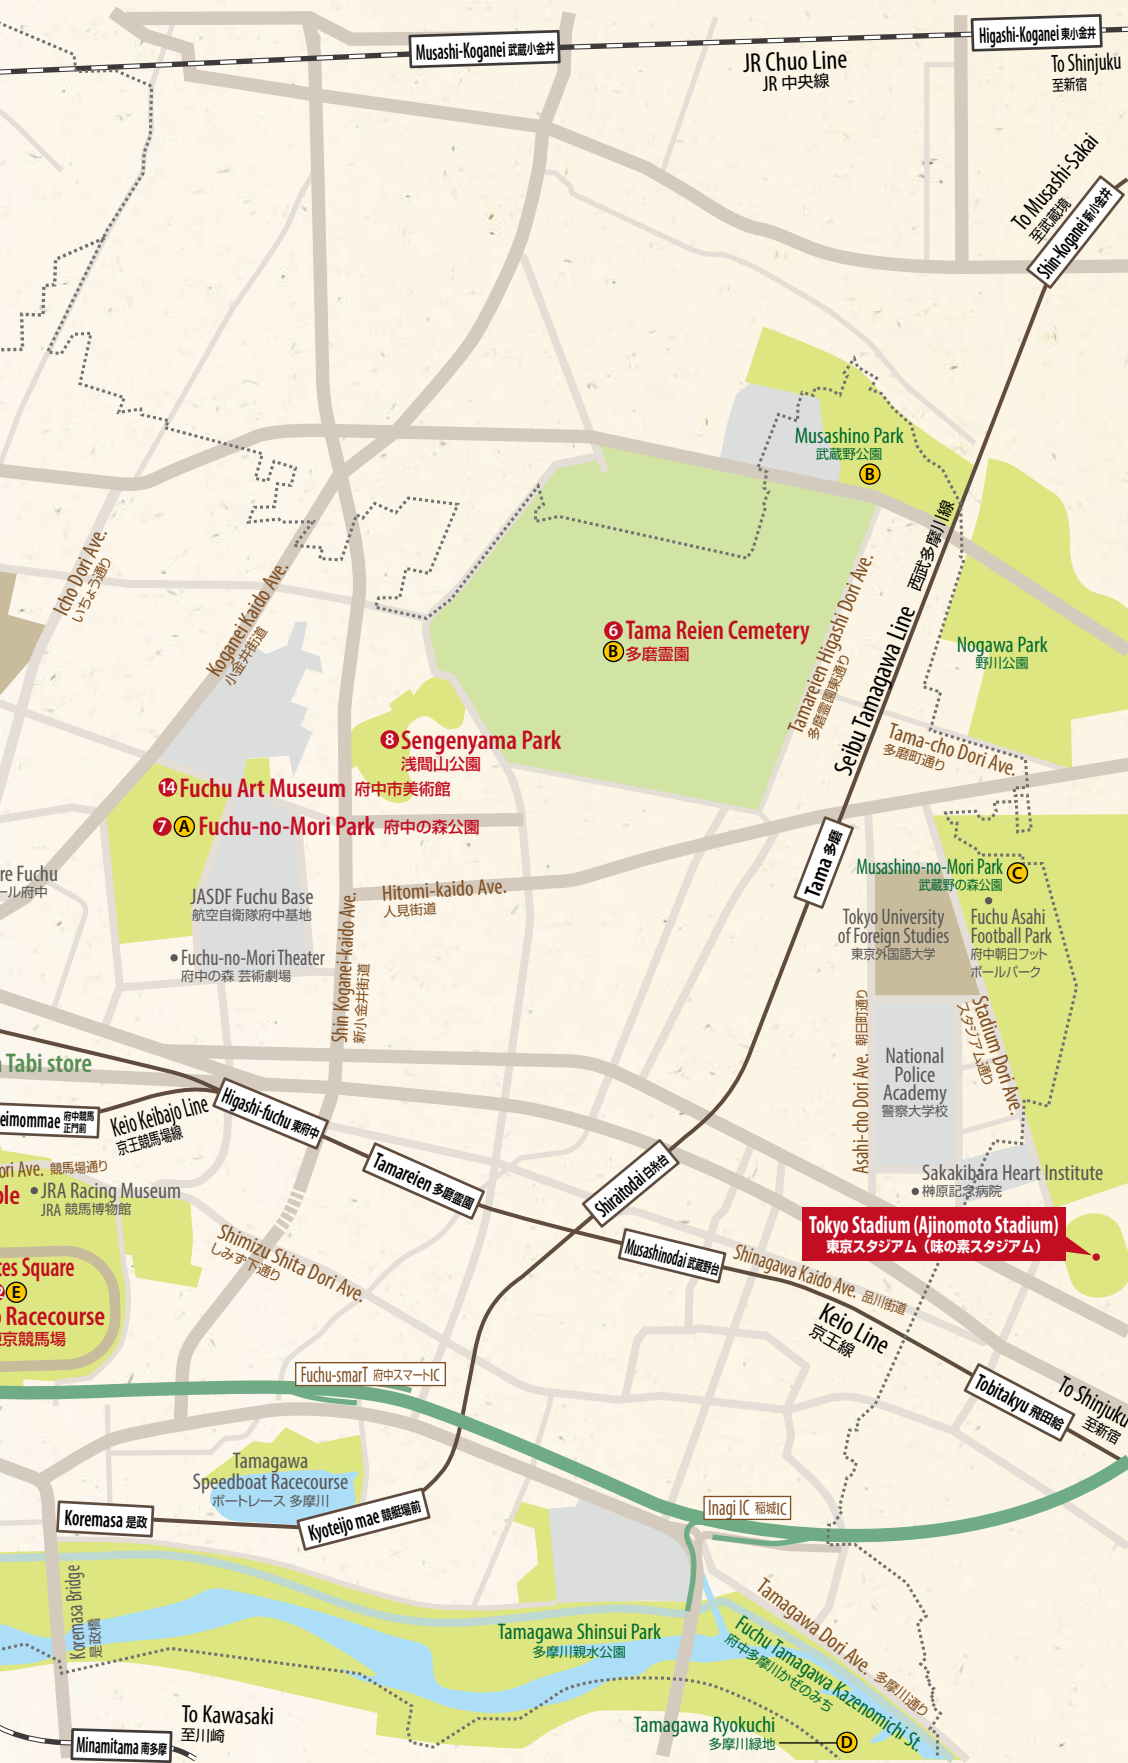 Musashi-Koganei 武蔵小金井
Higashi-Koganei 東小金井
JR Chuo Line
JR 中央線
To Shinjuku
至新宿
To Musashi-Sakai
至武蔵境
Shin-Koganei 新小金井
Musashino Park
武蔵野公園
B
Icho Dori Ave.
いちょう通り
Koganei Kaido Ave.
小金井街道
6 Tama Reien Cemetery
B 多磨霊園
Tamareien Higashi Dori Ave.
多磨霊園東通り
Seibu Tamagawa Line 西武多摩川線
Nogawa Park
野川公園
Tama-cho Dori Ave.
多磨町通り
8 Sengenyama Park
浅間山公園
14 Fuchu Art Museum 府中市美術館
7 A Fuchu-no-Mori Park 府中の森公園
Tama 多磨
Musashino-no-Mori Park C
武蔵野の森公園
re Fuchu
ール府中
JASDF Fuchu Base
航空自衛隊府中基地
Hitomi-kaido Ave.
人見街道
Tokyo University
of Foreign Studies
東京外国語大学
Fuchu Asahi
Football Park
府中朝日フット
ボールパーク
Fuchu-no-Mori Theater
府中の森 芸術劇場
Shin Koganei-kaido Ave.
新小金井街道
Asahi-cho Dori Ave. 朝日町通り
Stadium Dori Ave.
スタジアム通り
National
Police
Academy
警察大学校
Tabi store
eimommae 府中競馬
正門前
Keio Keibajo Line
京王競馬場線
Higashi-fuchu 東府中
Tamareien 多磨霊園
Shiraitodai 白糸台
Musashinodai 武蔵野台
ori Ave. 競馬場通り
ple
JRA Racing Museum
JRA 競馬博物館
Sakakibara Heart Institute
榊原記念病院
Tokyo Stadium (Ajinomoto Stadium)
東京スタジアム（味の素スタジアム）
Shimizu Shita Dori Ave.
しみず下通り
Shinagawa Kaido Ave. 品川街道
tes Square
E
Racecourse
京競馬場
Keio Line
京王線
Fuchu-smarT 府中スマートIC
Tobitakyu 飛田給
To Shinjuku
至新宿
Tamagawa
Speedboat Racecourse
ボートレース 多摩川
Koremasa 是政
Kyoteijo mae 競艇場前
Inagi IC 稲城IC
Koremasa Bridge
是政橋
Tamagawa Shinsui Park
多摩川親水公園
Tamagawa Dori Ave. 多摩川通り
Fuchu Tamagawa Kazenomichi St.
府中多摩川かぜのみち
To Kawasaki
至川崎
Minamitama 南多摩
Tamagawa Ryokuchi
多摩川緑地
D